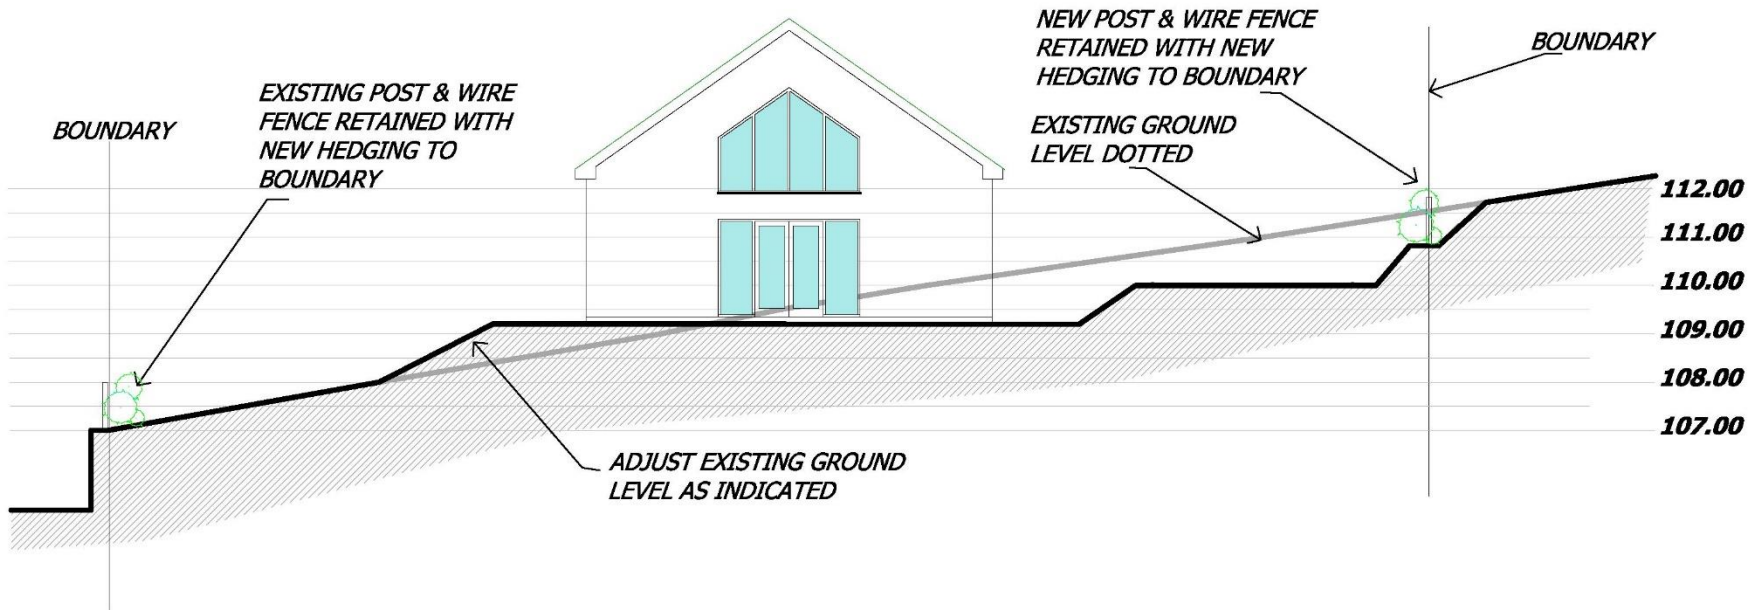 BOUNDARY
EXISTING POST & WIRE
FENCE RETAINED WITH
NEW HEDGING TO
BOUNDARY
NEW POST & WIRE FENCE
RETAINED WITH NEW
HEDGING TO BOUNDARY
BOUNDARY
EXISTING GROUND
LEVEL DOTTED
112.00
111.00
110.00
109.00
108.00
107.00
ADJUST EXISTING GROUND
LEVEL AS INDICATED